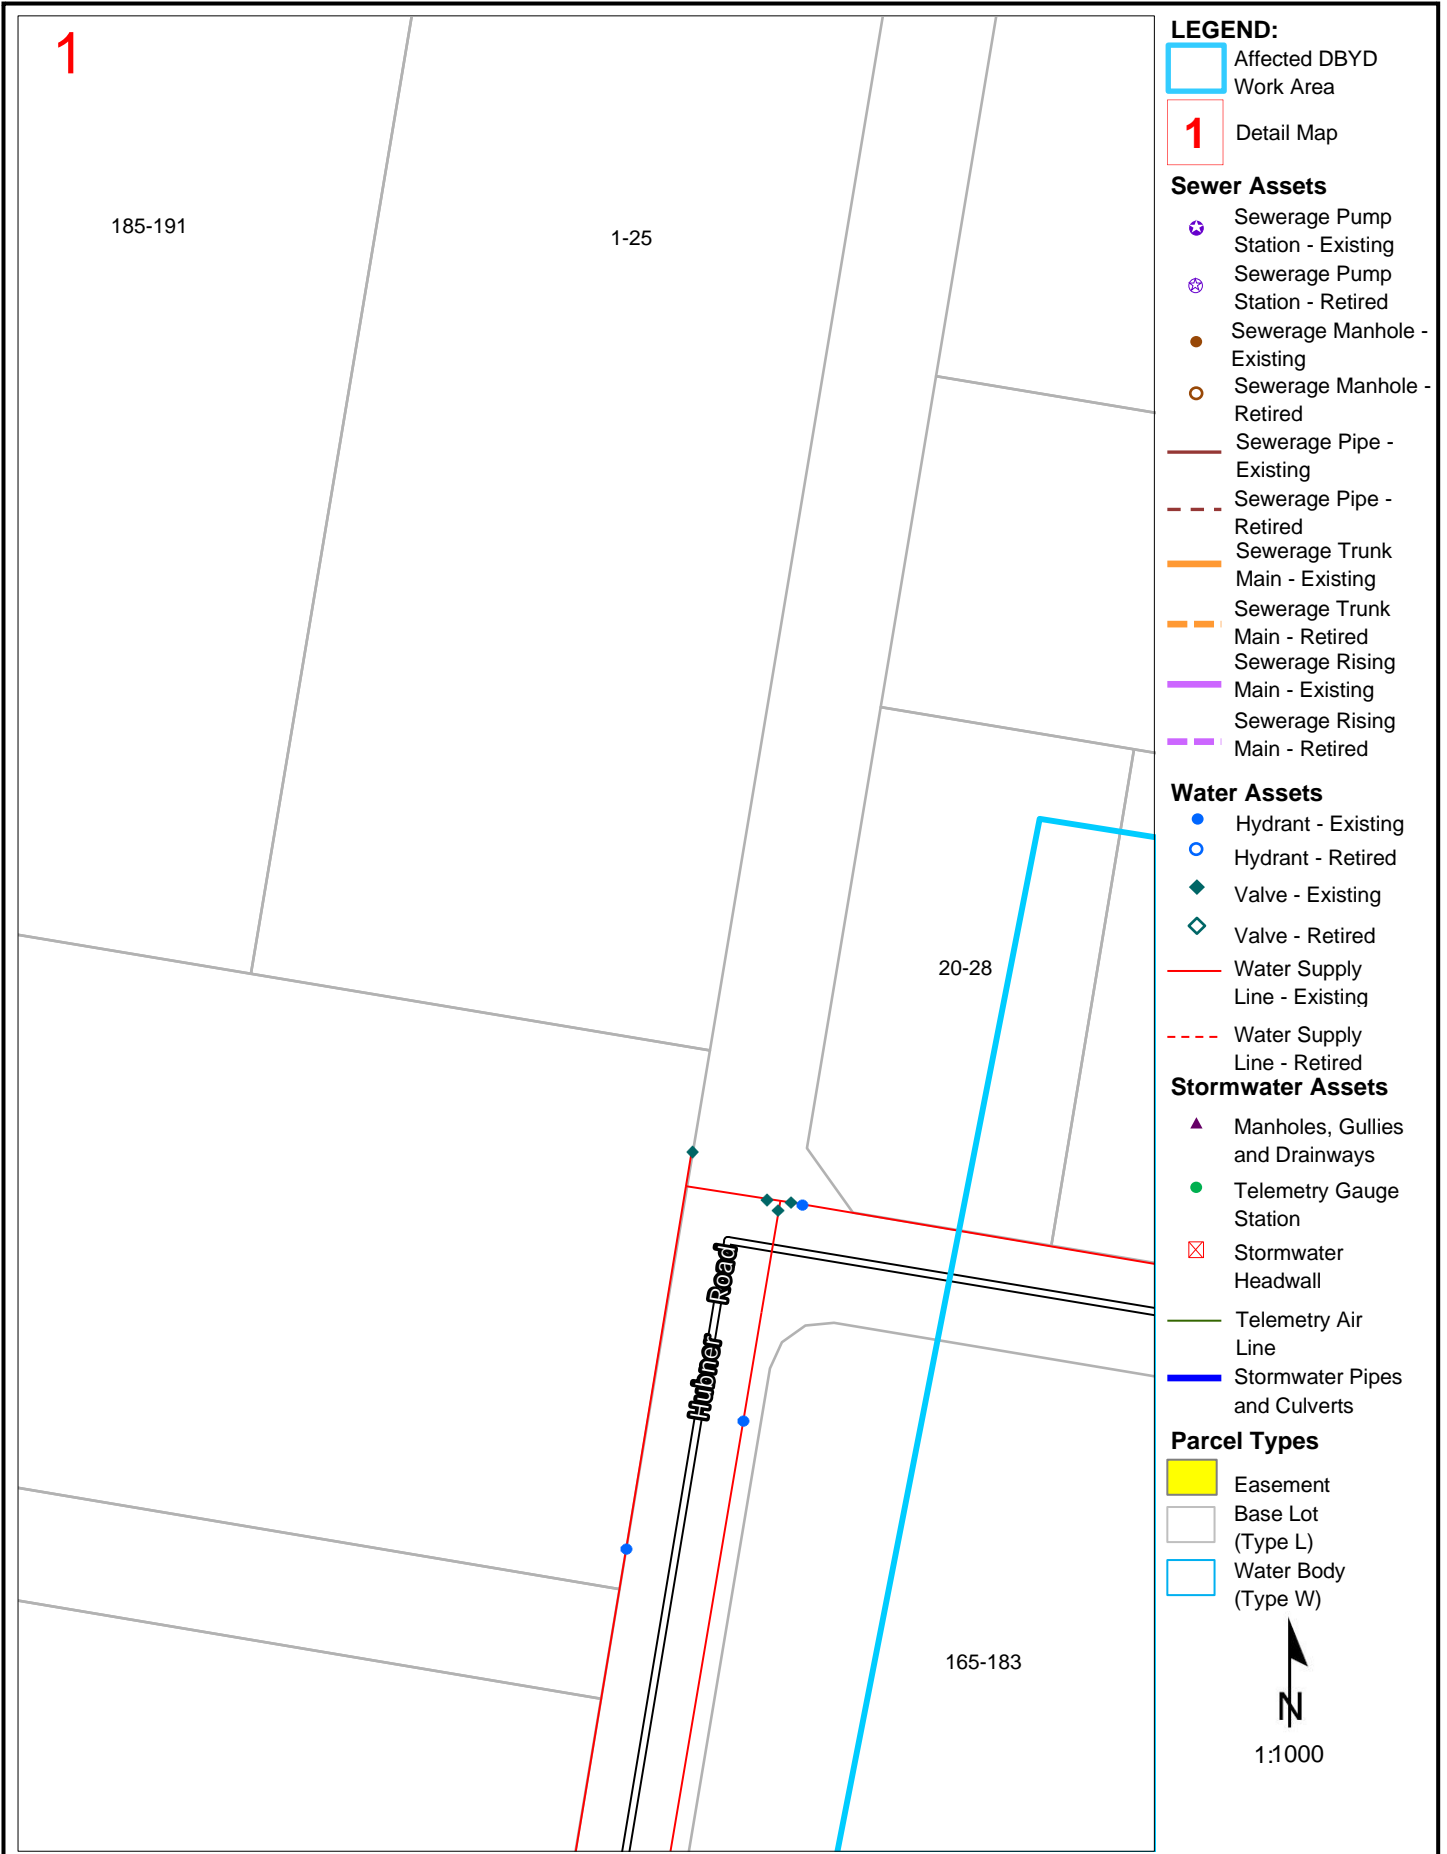 1
185-191
1-25
20-28
Hubner Road
165-183
LEGEND:
Affected DBYD
Work Area
1
Detail Map
Sewer Assets
Sewerage Pump
Station - Existing
Sewerage Pump
Station - Retired
Sewerage Manhole -
Existing
Sewerage Manhole -
Retired
Sewerage Pipe -
Existing
Sewerage Pipe -
Retired
Sewerage Trunk
Main - Existing
Sewerage Trunk
Main - Retired
Sewerage Rising
Main - Existing
Sewerage Rising
Main - Retired
Water Assets
Hydrant - Existing
Hydrant - Retired
Valve - Existing
Valve - Retired
Water Supply
Line - Existing
Water Supply
Line - Retired
Stormwater Assets
Manholes, Gullies
and Drainways
Telemetry Gauge
Station
Stormwater
Headwall
Telemetry Air
Line
Stormwater Pipes
and Culverts
Parcel Types
Easement
Base Lot
(Type L)
Water Body
(Type W)
N
1:1000